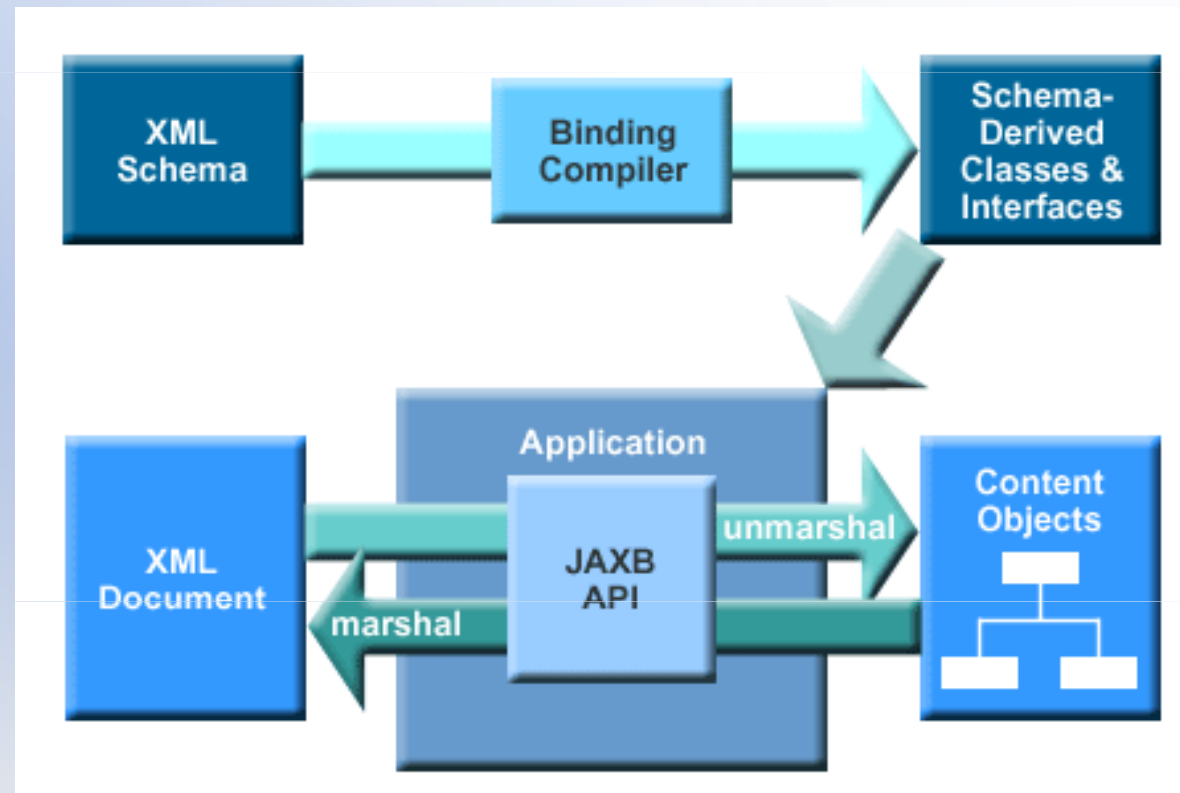 XML
Schema
Binding
Compiler
Schema-
Derived
Classes &
Interfaces
Application
XML
Document
JAXB
API
unmarshal
marshal
Content
Objects